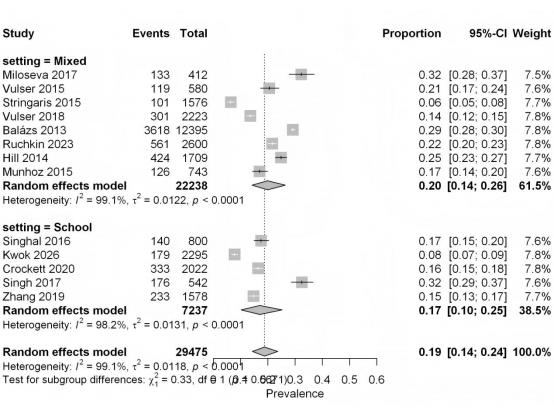 Study Events Total Proportion 95%-CI Weight
setting = Mixed
Miloseva 2017 133 412 0.32 [0.28; 0.37] 7.5%
Vulser 2015 119 580 0.21 [0.17; 0.24] 7.6%
Stringaris 2015 101 1576 0.06 [0.05; 0.08] 7.7%
Vulser 2018 301 2223 0.14 [0.12; 0.15] 7.8%
Balázs 2013 3618 12395 0.29 [0.28; 0.30] 7.8%
Ruchkin 2023 561 2600 0.22 [0.20; 0.23] 7.8%
Hill 2014 424 1709 0.25 [0.23; 0.27] 7.7%
Munhoz 2015 126 743 0.17 [0.14; 0.20] 7.6%
Random effects model 22238 0.20 [0.14; 0.26] 61.5%
Heterogeneity: I² = 99.1%, τ² = 0.0122, p < 0.0001
setting = School
Singhal 2016 140 800 0.17 [0.15; 0.20] 7.6%
Kwok 2026 179 2295 0.08 [0.07; 0.09] 7.8%
Crockett 2020 333 2022 0.16 [0.15; 0.18] 7.8%
Singh 2017 176 542 0.32 [0.29; 0.37] 7.6%
Zhang 2019 233 1578 0.15 [0.13; 0.17] 7.7%
Random effects model 7237 0.17 [0.10; 0.25] 38.5%
Heterogeneity: I² = 98.2%, τ² = 0.0131, p < 0.0001
Random effects model 29475 0.19 [0.14; 0.24] 100.0%
Heterogeneity: I² = 99.1%, τ² = 0.0118, p < 0.0001
Test for subgroup differences: χ²₁ = 0.33, df 0.3 0.4 0.5 0.6
Prevalence